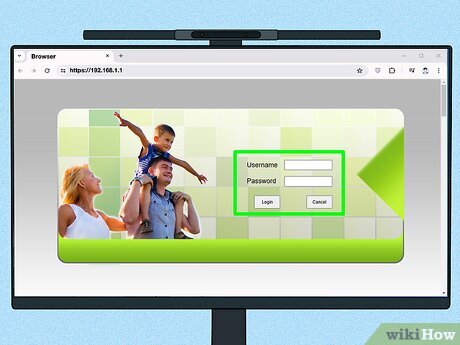 Browser
https://192.168.1.1
Username
Password
Login
Cancel
wikiHow